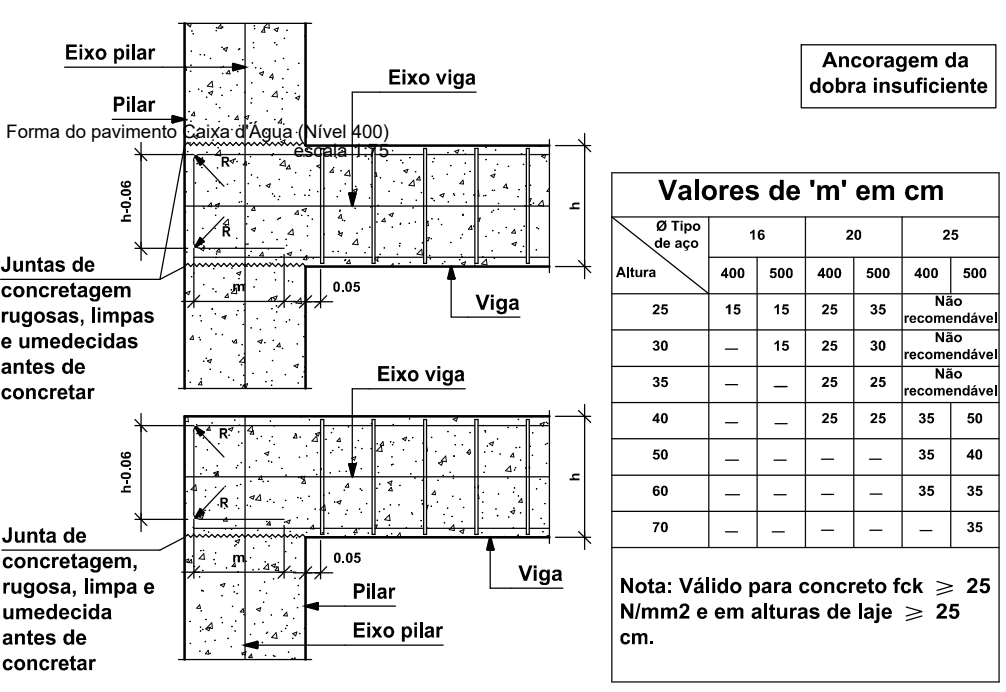 Eixo pilar
Eixo viga
Pilar
Forma do pavimento Caixa d'Água (Nível 400)
escala 1:75
R
h-0.06
R
h
Juntas de
concretagem
rugosas, limpas
e umedecidas
antes de
concretar
m
0.05
Viga
Eixo viga
R
h-0.06
R
h
Junta de
concretagem,
rugosa, limpa e
umedecida
antes de
concretar
m
0.05
Viga
Pilar
Eixo pilar
Ancoragem da
dobra insuficiente
Valores de 'm' em cm
Ø Tipo
de aço
16 20 25
Altura 400 500 400 500 400 500
25 15 15 25 35 Não
recomendável
30 — 15 25 30 Não
recomendável
35 — — 25 25 Não
recomendável
40 — — 25 25 35 50
50 — — — — 35 40
60 — — — — 35 35
70 — — — — — 35
Nota: Válido para concreto fck ≥ 25
N/mm2 e em alturas de laje ≥ 25
cm.